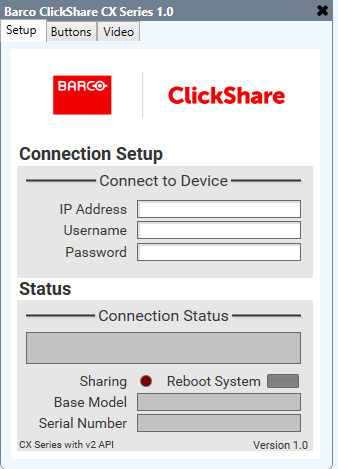 Barco ClickShare CX Series 1.0
Setup Buttons Video
BARCO ClickShare
Connection Setup
Connect to Device
IP Address
Username
Password
Status
Connection Status
Sharing Reboot System
Base Model
Serial Number
CX Series with v2 API Version 1.0